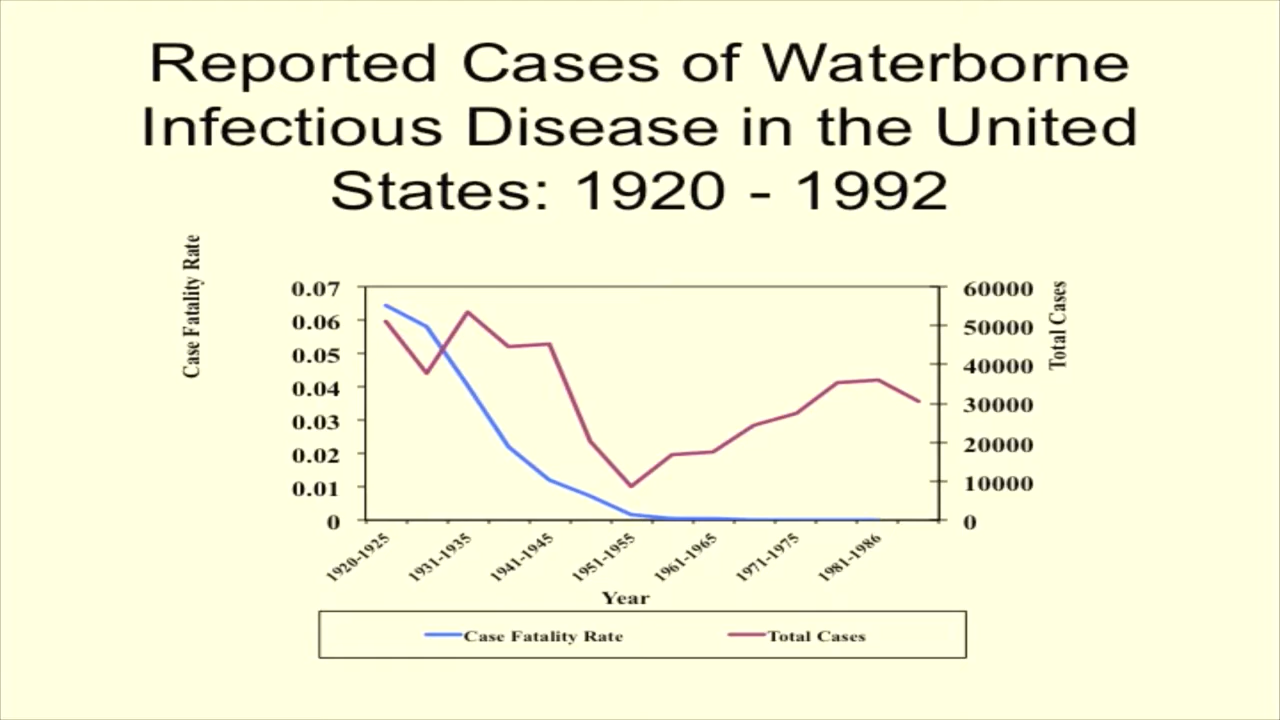 Reported Cases of Waterborne
Infectious Disease in the United
States: 1920 - 1992
Case Fatality Rate
0.07
0.06
0.05
0.04
0.03
0.02
0.01
0
60000
50000
40000
30000
20000
10000
0
Total Cases
1920-1925
1931-1935
1941-1945
1951-1955
1961-1965
1971-1975
1981-1986
Year
Case Fatality Rate
Total Cases